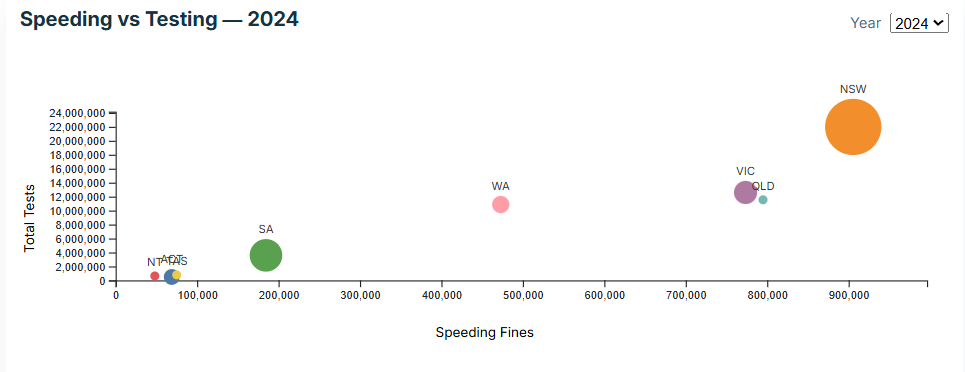 Speeding vs Testing — 2024
Year 2024
NSW
24,000,000
22,000,000
20,000,000
18,000,000
16,000,000
14,000,000
12,000,000
10,000,000
8,000,000
6,000,000
4,000,000
2,000,000
0
Total Tests
VIC
QLD
WA
SA
NT
ACT
TAS
0 100,000 200,000 300,000 400,000 500,000 600,000 700,000 800,000 900,000
Speeding Fines